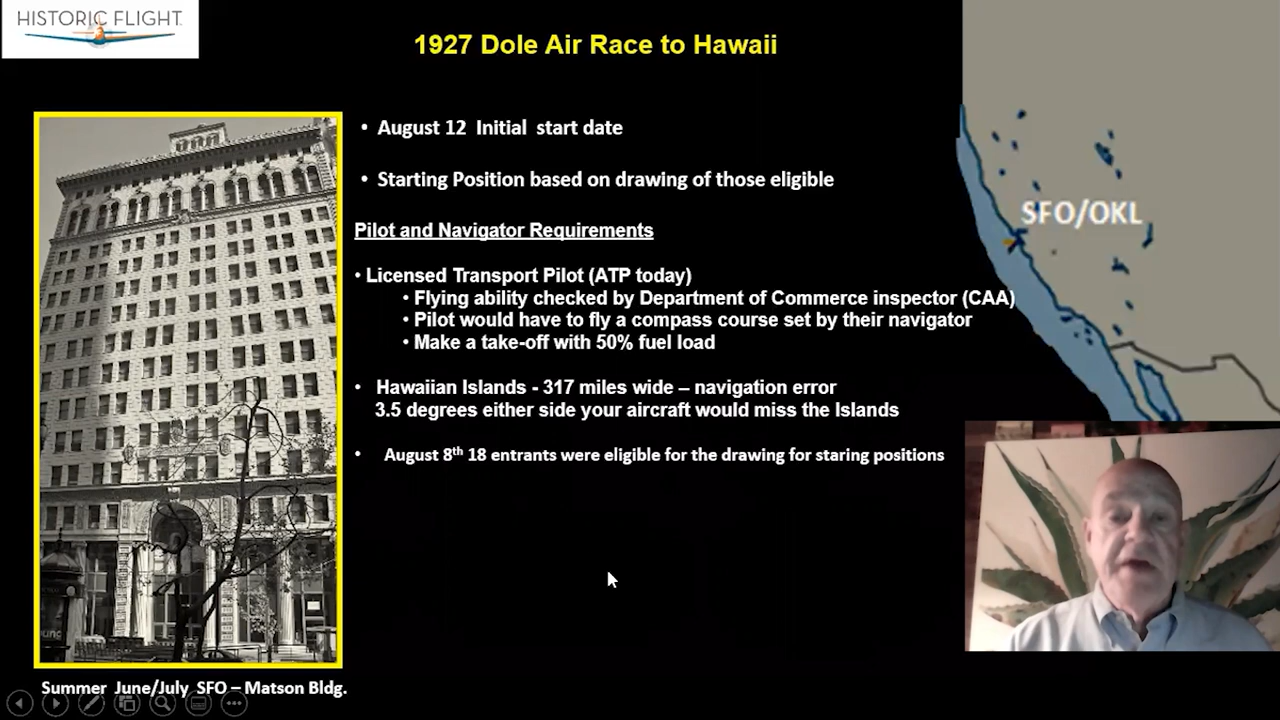 HISTORIC FLIGHT
1927 Dole Air Race to Hawaii
• August 12 Initial start date
• Starting Position based on drawing of those eligible
Pilot and Navigator Requirements
• Licensed Transport Pilot (ATP today)
• Flying ability checked by Department of Commerce inspector (CAA)
• Pilot would have to fly a compass course set by their navigator
• Make a take-off with 50% fuel load
• Hawaiian Islands - 317 miles wide – navigation error
3.5 degrees either side your aircraft would miss the Islands
• August 8th 18 entrants were eligible for the drawing for staring positions
SFO/OKL
Summer June/July SFO – Matson Bldg.